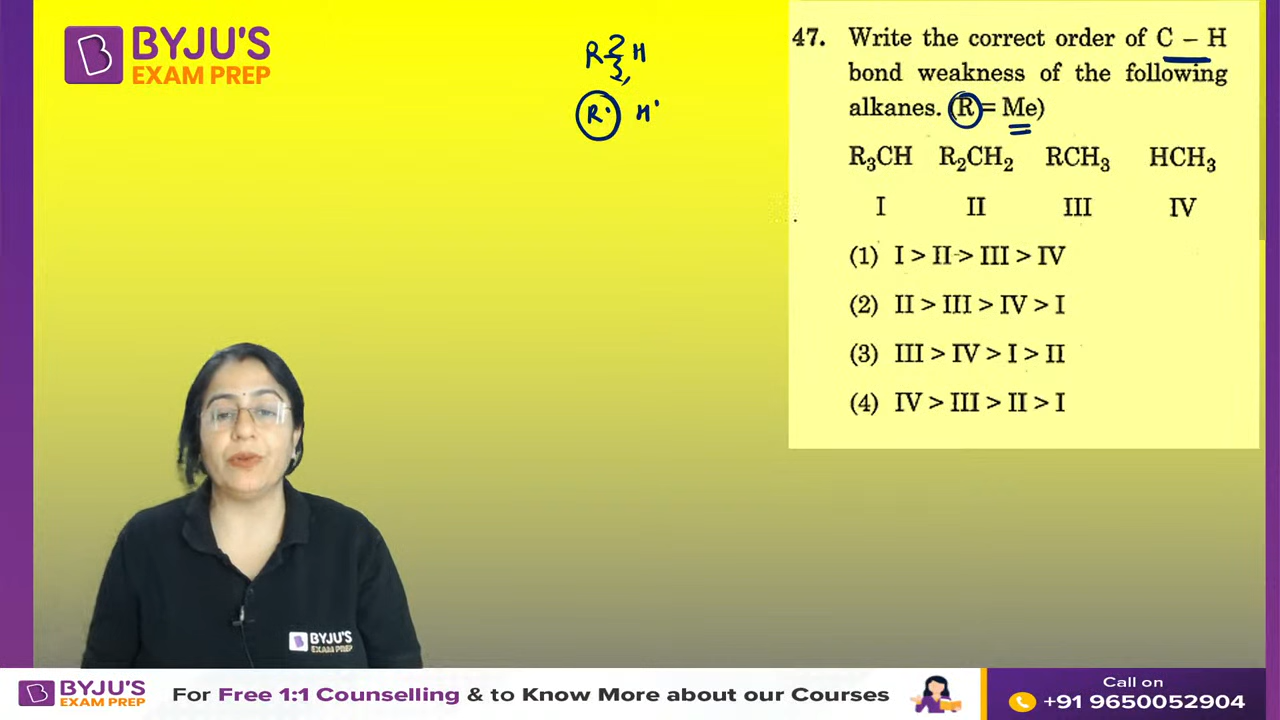 BYJU'S
EXAM PREP
R H
R· H·
47. Write the correct order of C – H
bond weakness of the following
alkanes. (R = Me)
R₃CH R₂CH₂ RCH₃ HCH₃
I II III IV
(1) I > II > III > IV
(2) II > III > IV > I
(3) III > IV > I > II
(4) IV > III > II > I
BYJU'S
EXAM PREP
BYJU'S
EXAM PREP
For Free 1:1 Counselling & to Know More about our Courses
Call on
+91 9650052904